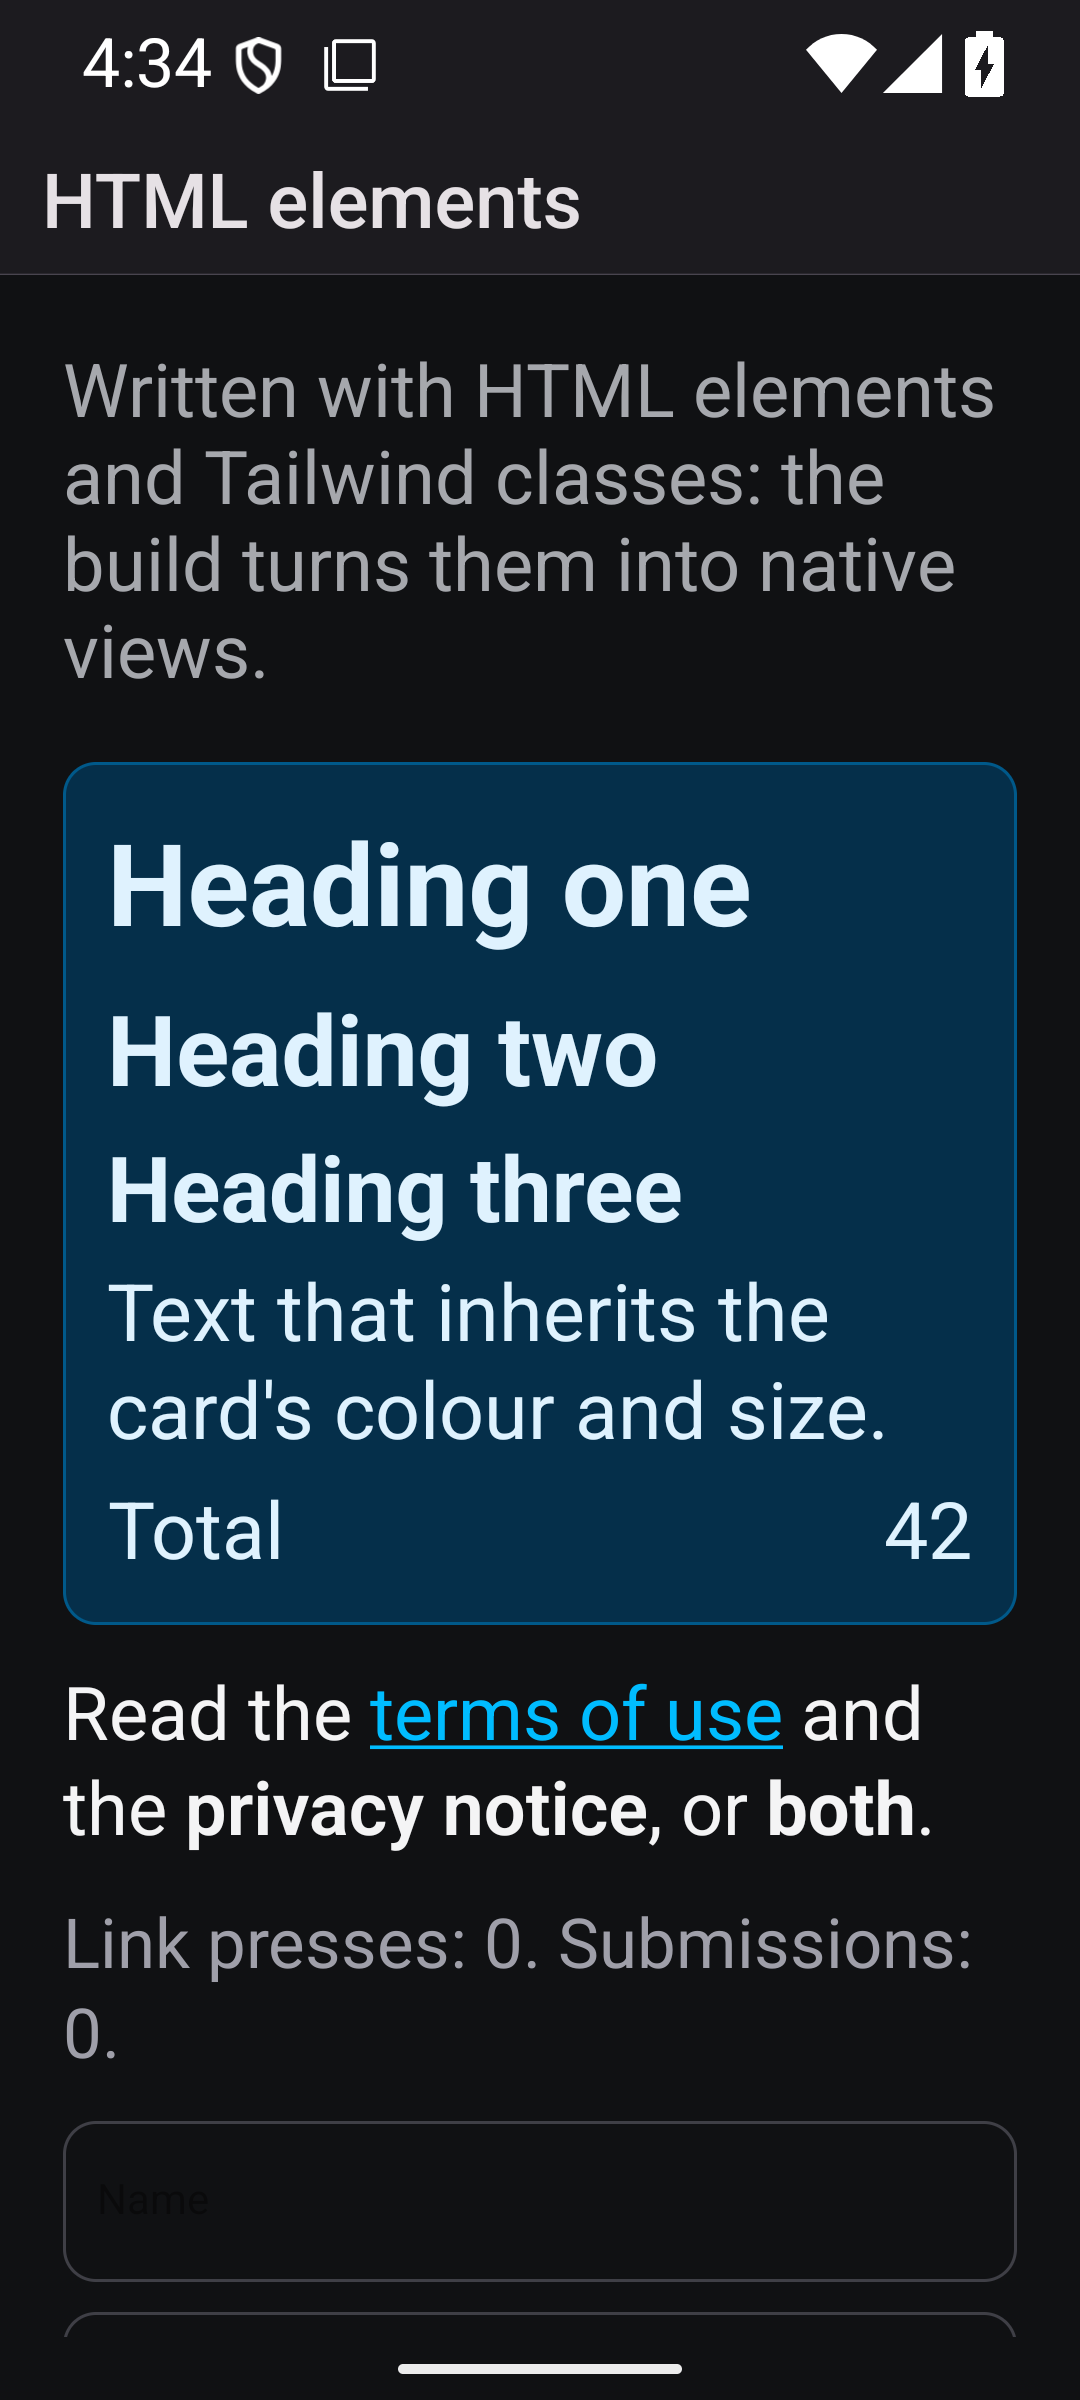 4:34
HTML elements
Written with HTML elements
and Tailwind classes: the
build turns them into native
views.
Heading one
Heading two
Heading three
Text that inherits the
card's colour and size.
Total 42
Read the terms of use and
the privacy notice, or both.
Link presses: 0. Submissions:
0.
Name